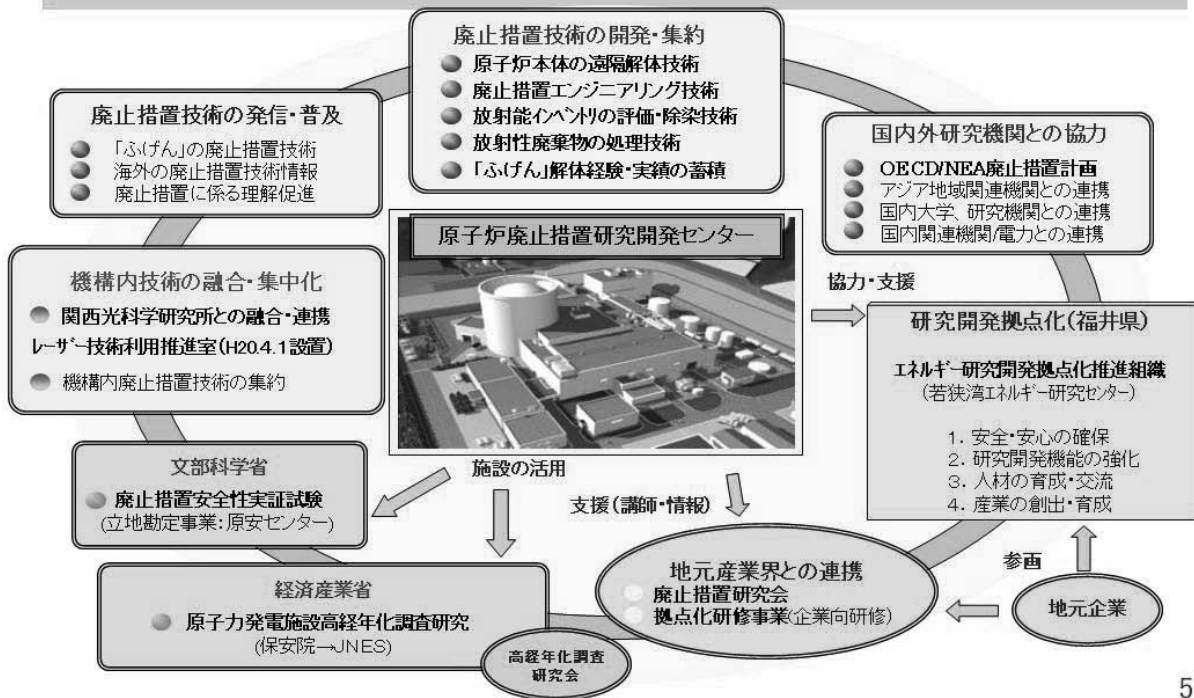 廃止措置技術の開発・集約
原子炉本体の遠隔解体技術
廃止措置エンジニアリング技術
放射能インベントリの評価・除染技術
放射性廃棄物の処理技術
「ふげん」解体経験・実績の蓄積
廃止措置技術の発信・普及
「ふげん」の廃止措置技術
海外の廃止措置技術情報
廃止措置に係る理解促進
国内外研究機関との協力
OECD/NEA廃止措置計画
アジア地域関連機関との連携
国内大学、研究機関との連携
国内関連機関/電力との連携
原子炉廃止措置研究開発センター
機構内技術の融合・集中化
関西光科学研究所との融合・連携
レーザー技術利用推進室(H20.4.1設置)
機構内廃止措置技術の集約
協力・支援
研究開発拠点化(福井県)
エネルギー研究開発拠点化推進組織
(若狭湾エネルギー研究センター)
1. 安全・安心の確保
2. 研究開発機能の強化
3. 人材の育成・交流
4. 産業の創出・育成
文部科学省
廃止措置安全性実証試験
(立地勘定事業:原安センター)
施設の活用
支援(講師・情報)
経済産業省
原子力発電施設高経年化調査研究
(保安院→JNES)
高経年化調査
研究会
地元産業界との連携
廃止措置研究会
拠点化研修事業(企業向研修)
参画
地元企業
5